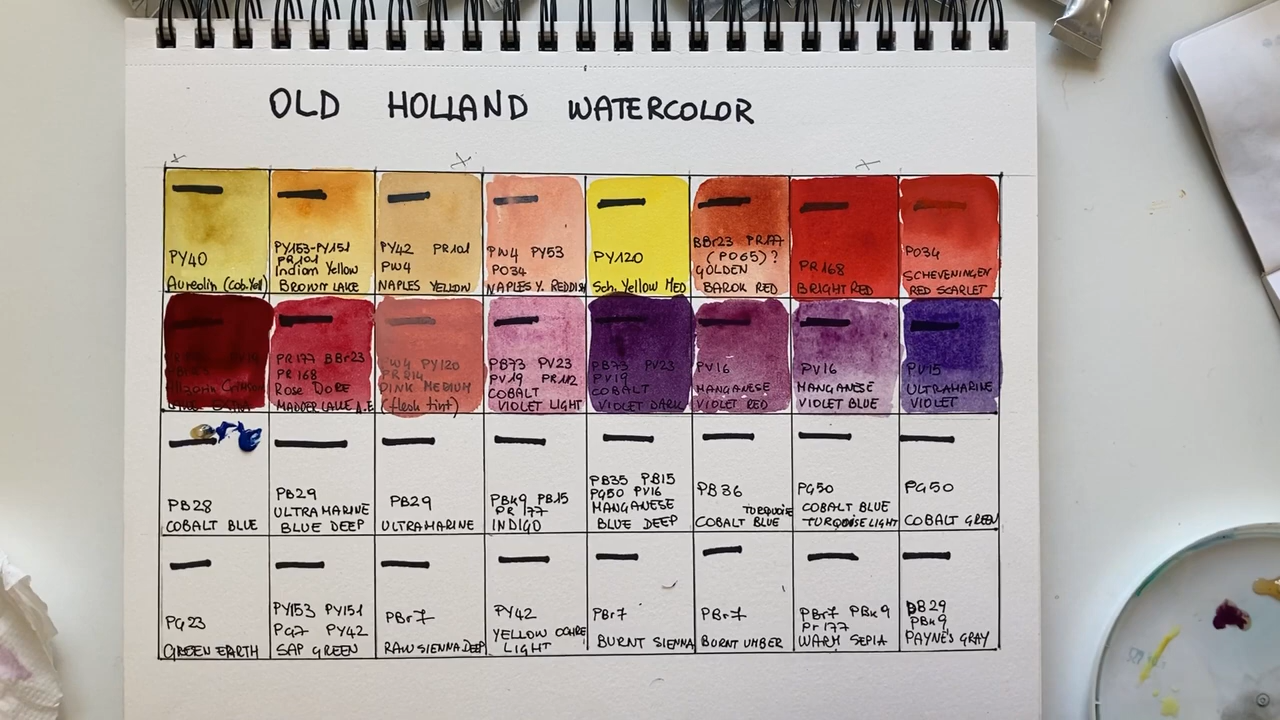 OLD HOLLAND WATERCOLOR
PY40
Aureolin (Cob.Yel)
PY153-PY151
PR101
Indian Yellow
BROWN LAKE
PY42 PR101
PW4
NAPLES YELLOW
PW4 PY53
PO34
NAPLES Y. REDDISH
PY120
Sch. Yellow MED
BBr23 PR177
(PO65)?
GOLDEN
BAROK RED
PR168
BRIGHT RED
PO34
SCHEVENINGEN
RED SCARLET
Alizarin Crimson
EXTRA
PR177 BBr23
PR168
Rose DORE
MADDER LAKE A.E
PW4 PY120
PINK MEDIUM
(flesh tint)
PB73 PV23
PV19 PR112
COBALT
VIOLET LIGHT
PB73 PV23
PV19
COBALT
VIOLET DARK
PV16
MANGANESE
VIOLET RED
PV16
MANGANESE
VIOLET BLUE
PV15
ULTRAMARINE
VIOLET
PB28
COBALT BLUE
PB29
ULTRAMARINE
BLUE DEEP
PB29
ULTRAMARINE
PBk9 PB15
PR 177
INDIGO
PB35 PB15
PG50 PV16
MANGANESE
BLUE DEEP
PB36
TURQUOISE
COBALT BLUE
PG50
COBALT BLUE
TURQUOISE LIGHT
PG50
COBALT GREEN
PG23
GREEN EARTH
PY153 PY151
PG7 PY42
SAP GREEN
PBr7
RAW SIENNA DEEP
PY42
YELLOW OCHRE
LIGHT
PBr7
BURNT SIENNA
PBr7
BURNT UMBER
PBr7 PBk9
Pr177
WARM SEPIA
PB29
PBk9
PAYNE'S GRAY